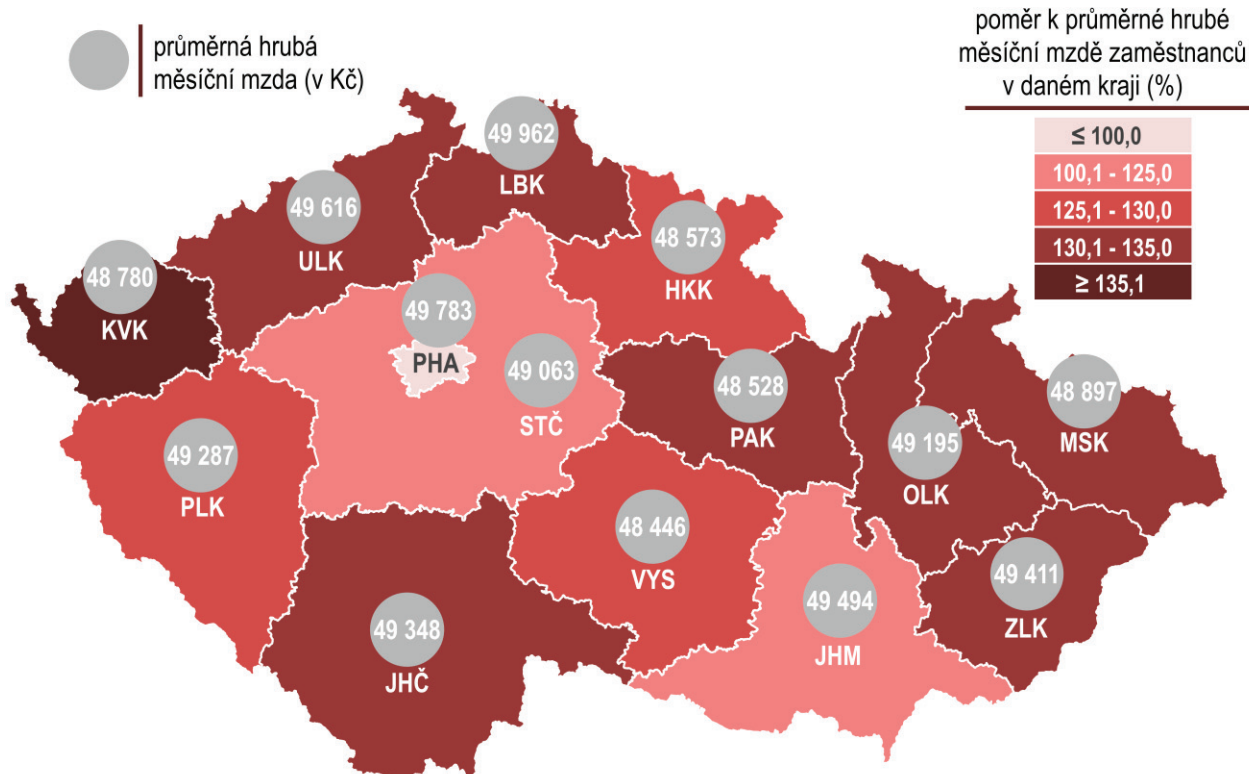 průměrná hrubá
měsíční mzda (v Kč)
poměr k průměrné hrubé
měsíční mzdě zaměstnanců
v daném kraji (%)
≤ 100,0
100,1 - 125,0
125,1 - 130,0
130,1 - 135,0
≥ 135,1
49 962
LBK
49 616
ULK
48 573
HKK
48 780
KVK
49 783
PHA
49 063
STČ
48 528
PAK
48 897
MSK
49 195
OLK
49 287
PLK
48 446
VYS
49 411
ZLK
49 494
JHM
49 348
JHČ